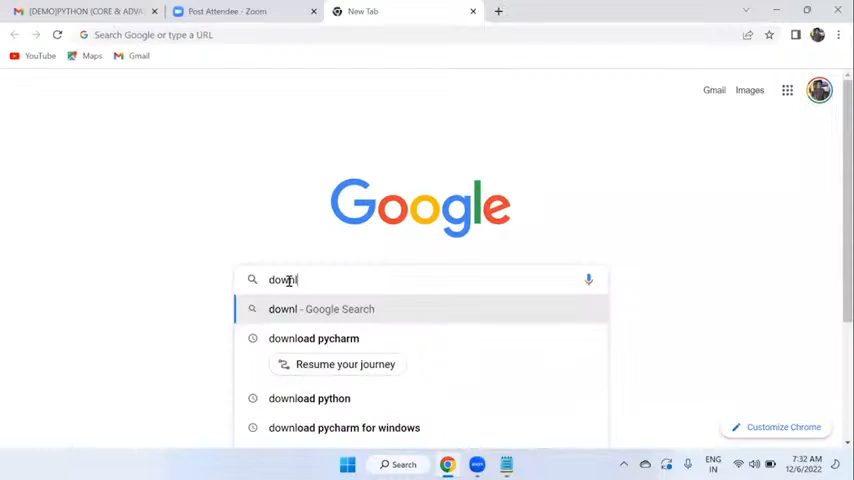 [DEMO]PYTHON (CORE & ADVA
Post Attendee - Zoom
New Tab
Search Google or type a URL
YouTube
Maps
Gmail
Gmail
Images
Google
downl
downl - Google Search
download pycharm
Resume your journey
download python
download pycharm for windows
Customize Chrome
Search
ENG
IN
7:32 AM
12/6/2022